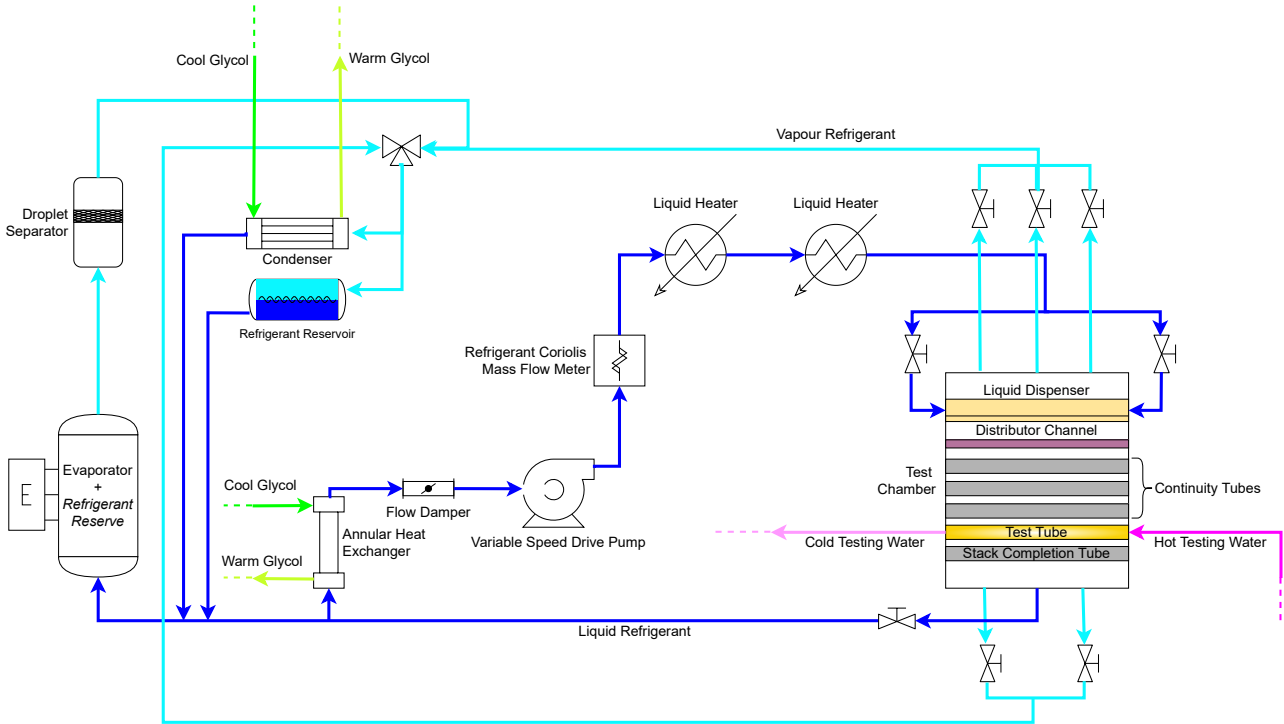 Cool Glycol
Warm Glycol
Vapour Refrigerant
Droplet
Separator
Liquid Heater
Liquid Heater
Condenser
Refrigerant Reservoir
Refrigerant Coriolis
Mass Flow Meter
Liquid Dispenser
Distributor Channel
Evaporator
+
Refrigerant
Reserve
E
Test
Chamber
Continuity Tubes
Cool Glycol
Flow Damper
Annular Heat
Exchanger
Variable Speed Drive Pump
Warm Glycol
Cold Testing Water
Test Tube
Hot Testing Water
Stack Completion Tube
Liquid Refrigerant